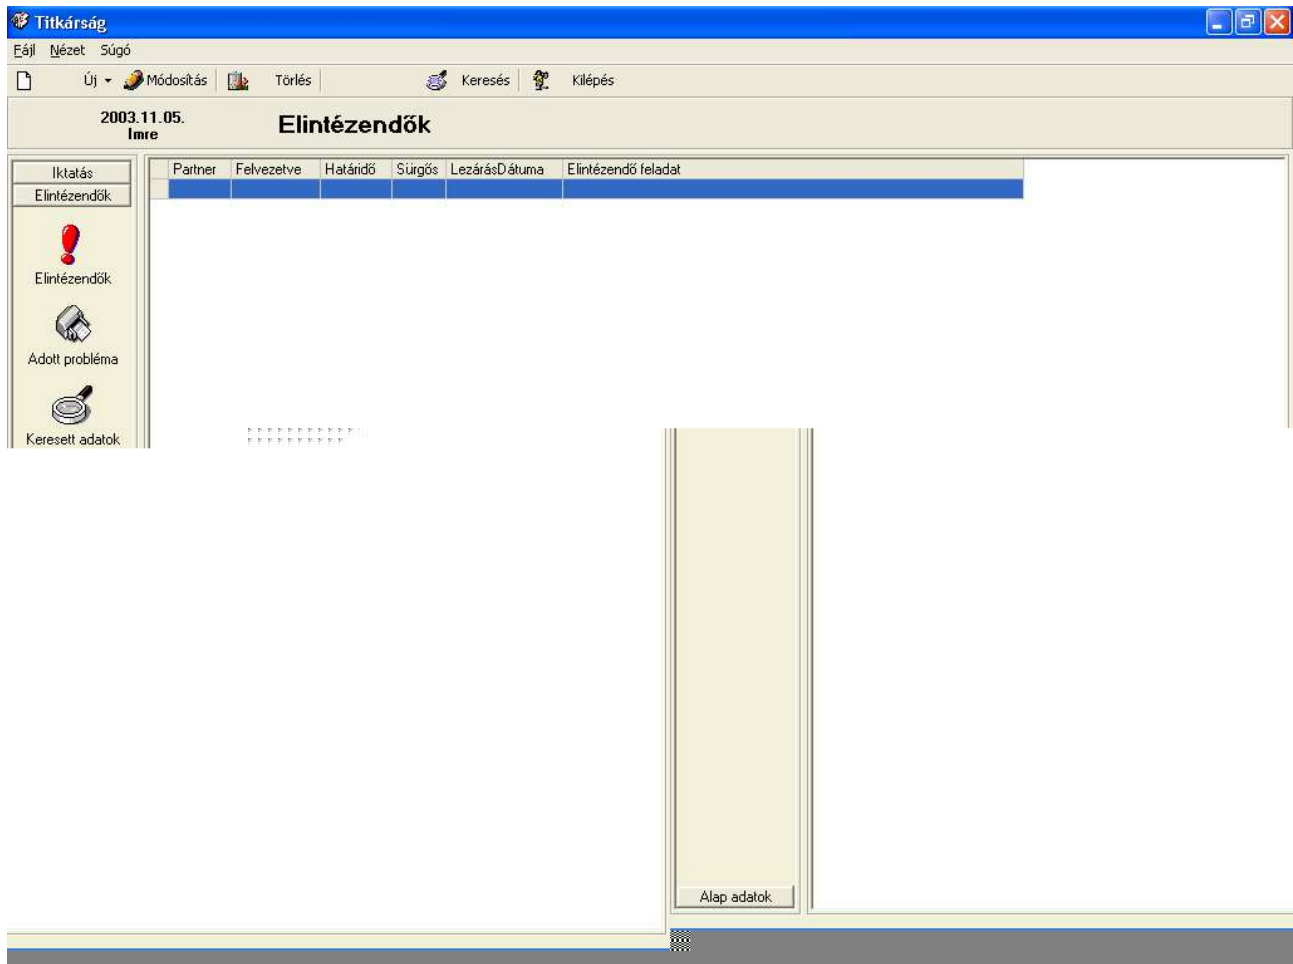 Titkárság
Fájl Nézet Súgó
Új Módosítás Törlés Keresés Kilépés
2003.11.05.
Imre
Elintézendők
Iktatás
Elintézendők
Elintézendők
Adott probléma
Keresett adatok
Partner Felvezetve Határidő Sürgős LezárásDátuma Elintézendő feladat
Alap adatok